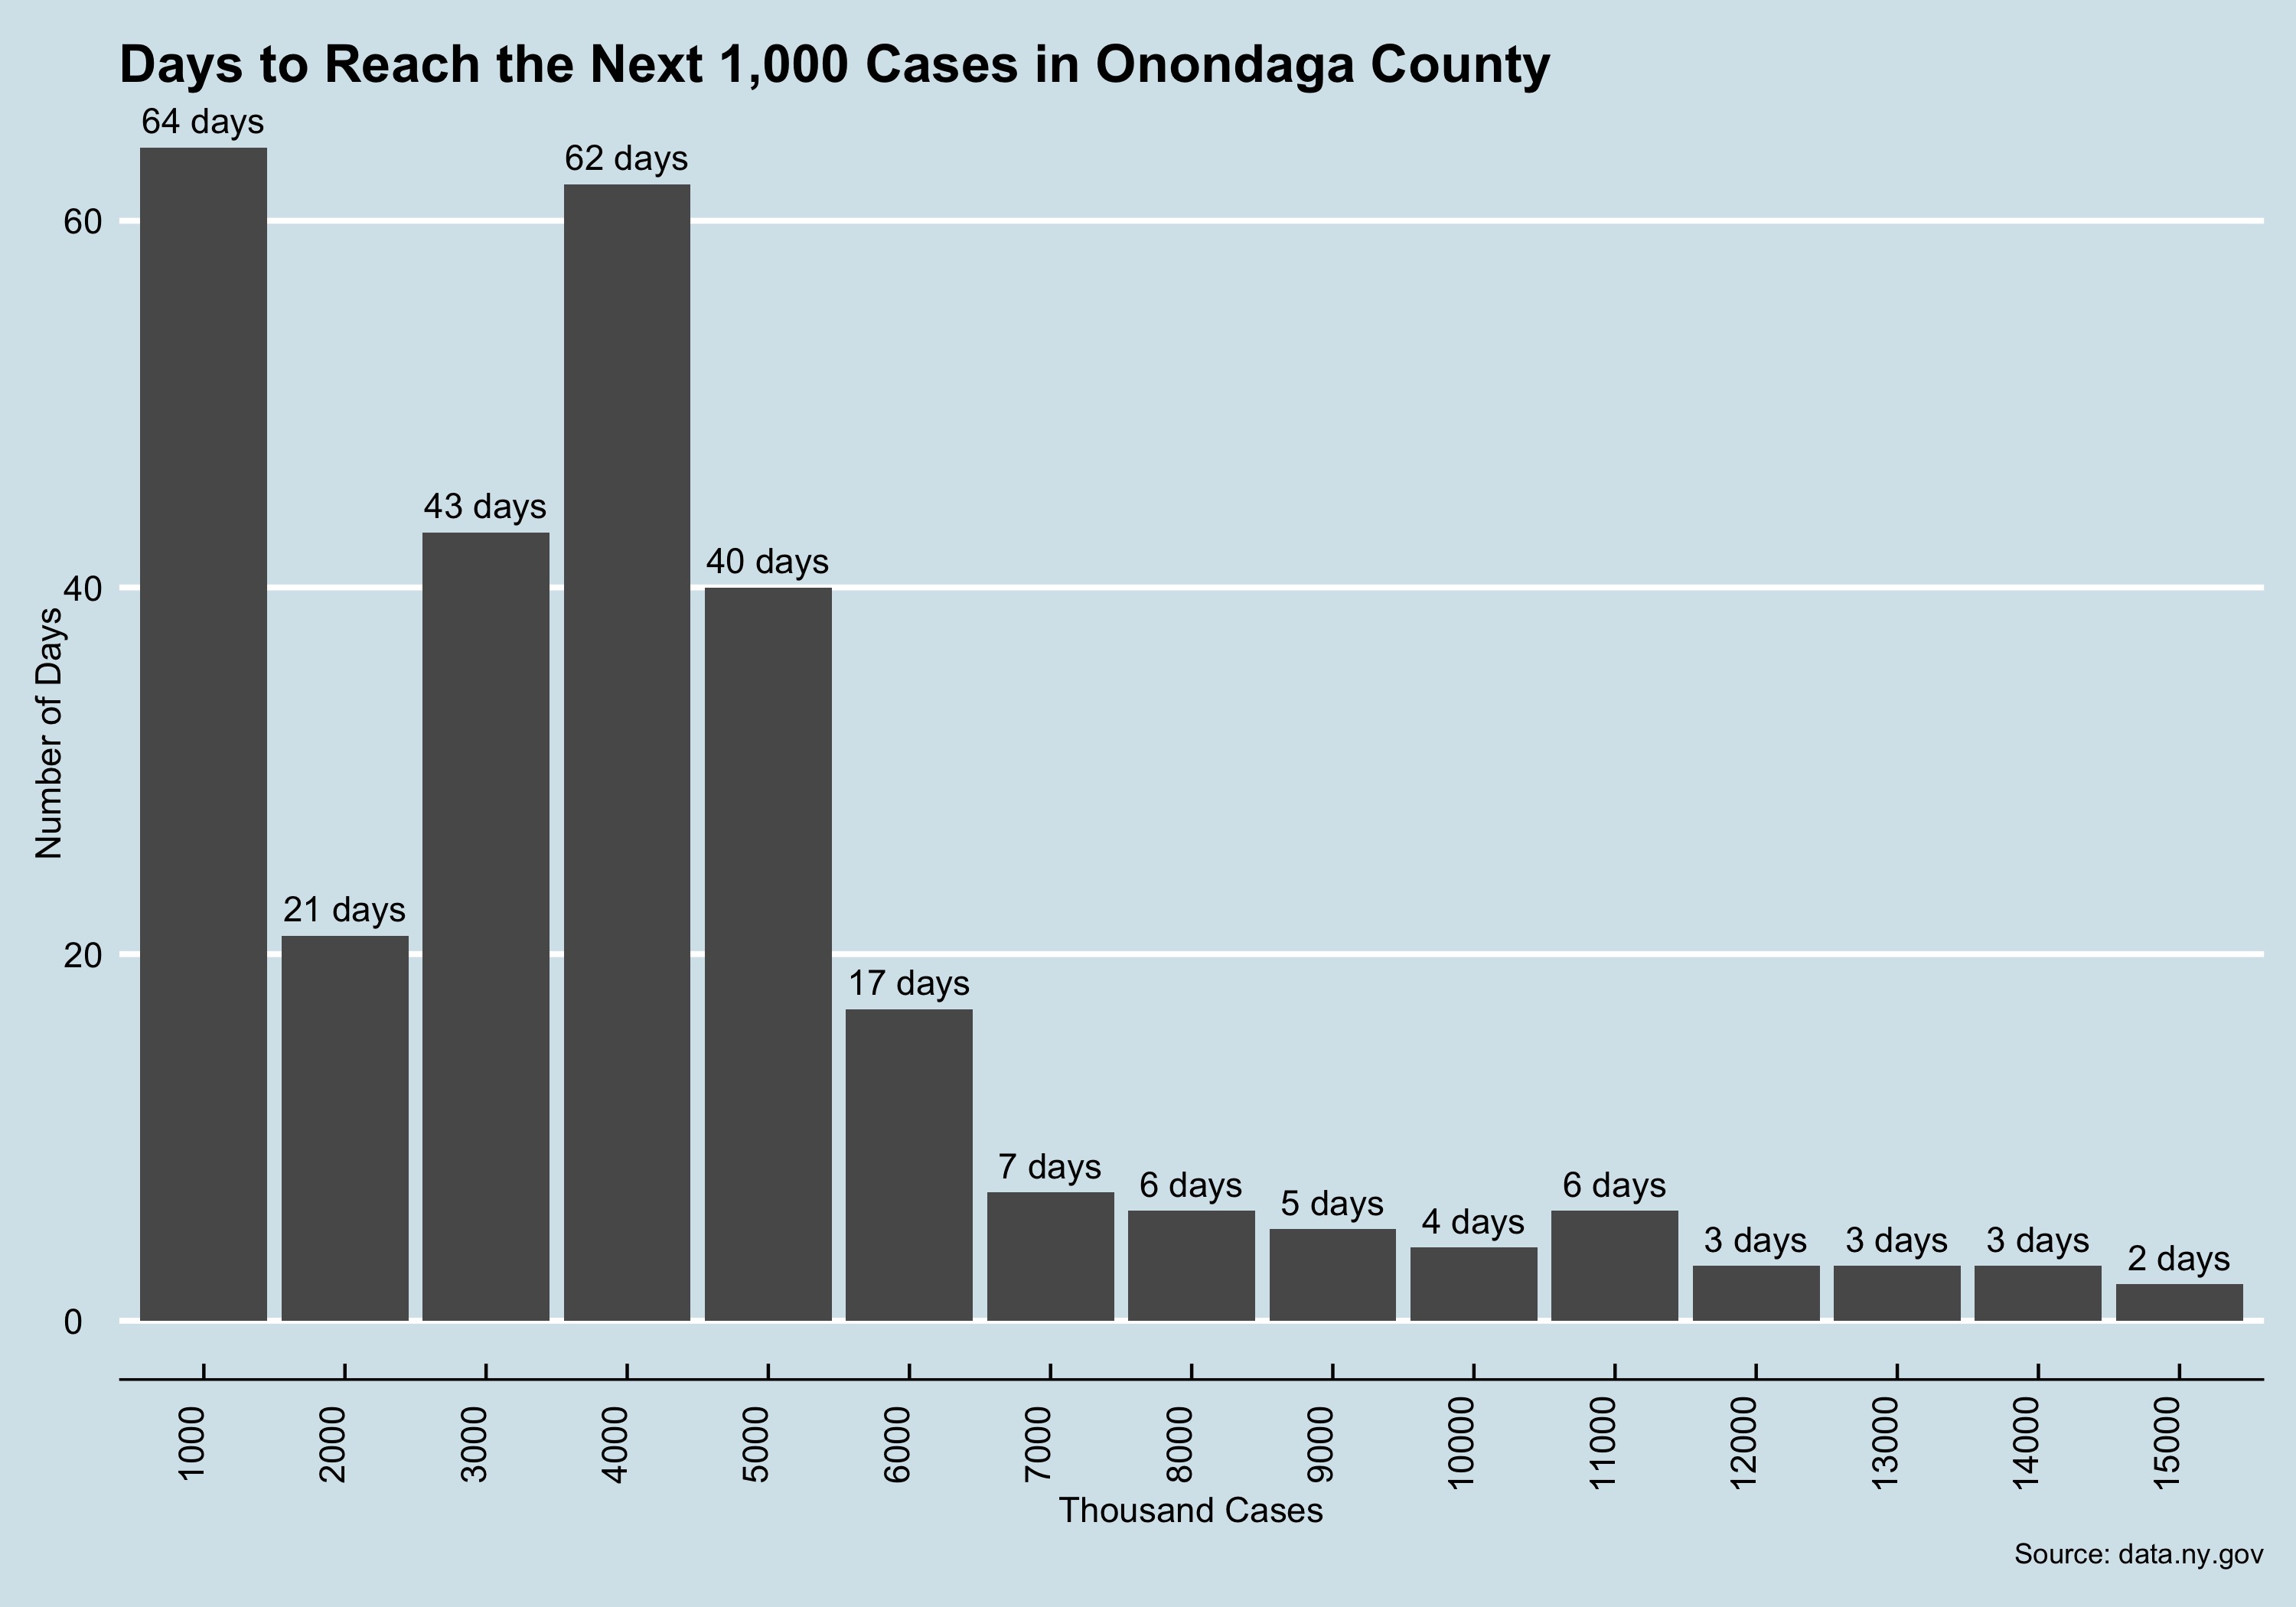 Days to Reach the Next 1,000 Cases in Onondaga County
64 days
62 days
60
43 days
40 days
40
Number of Days
21 days
20
17 days
7 days
6 days
5 days
4 days
6 days
3 days
3 days
3 days
2 days
0
1000
2000
3000
4000
5000
6000
7000
8000
9000
10000
11000
12000
13000
14000
15000
Thousand Cases
Source: data.ny.gov